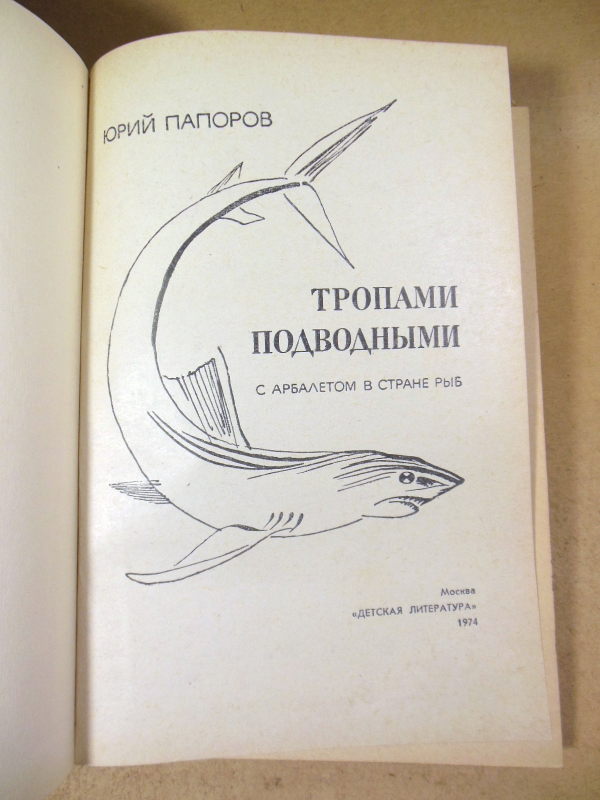 ЮРИЙ ПАПОРОВ
ТРОПАМИ
ПОДВОДНЫМИ
С АРБАЛЕТОМ В СТРАНЕ РЫБ
Москва
«ДЕТСКАЯ ЛИТЕРАТУРА»
1974